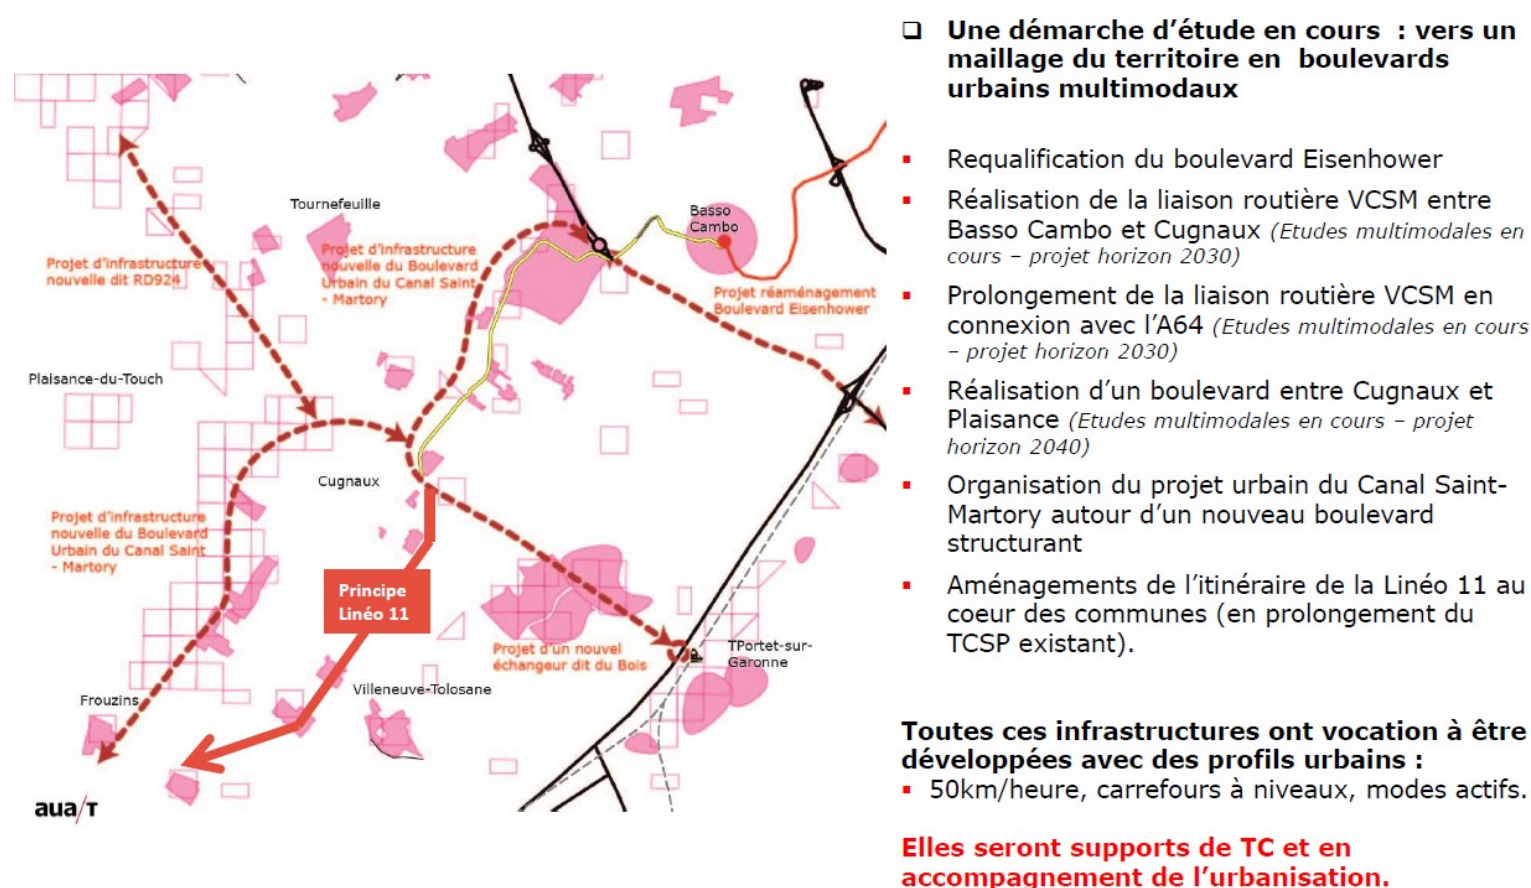 Tournefeuille
Basso
Cambo
Projet d'infrastructure
nouvelle dit RD924
Projet d'infrastructure
nouvelle du Boulevard
Urbain du Canal Saint
- Martory
Projet réaménagement
Boulevard Eisenhower
Plaisance-du-Touch
Cugnaux
Projet d'infrastructure
nouvelle du Boulevard
Urbain du Canal Saint
- Martory
Principe
Linéo 11
Projet d'un nouvel
échangeur dit du Bois
TPortet-sur-
Garonne
Frouzins
Villeneuve-Tolosane
aua/T
❑ Une démarche d'étude en cours : vers un
maillage du territoire en boulevards
urbains multimodaux
▪ Requalification du boulevard Eisenhower
▪ Réalisation de la liaison routière VCSM entre
Basso Cambo et Cugnaux (Etudes multimodales en
cours – projet horizon 2030)
▪ Prolongement de la liaison routière VCSM en
connexion avec l'A64 (Etudes multimodales en cours
– projet horizon 2030)
▪ Réalisation d'un boulevard entre Cugnaux et
Plaisance (Etudes multimodales en cours – projet
horizon 2040)
▪ Organisation du projet urbain du Canal Saint-
Martory autour d'un nouveau boulevard
structurant
▪ Aménagements de l'itinéraire de la Linéo 11 au
coeur des communes (en prolongement du
TCSP existant).
Toutes ces infrastructures ont vocation à être
développées avec des profils urbains :
▪ 50km/heure, carrefours à niveaux, modes actifs.
Elles seront supports de TC et en
accompagnement de l'urbanisation.